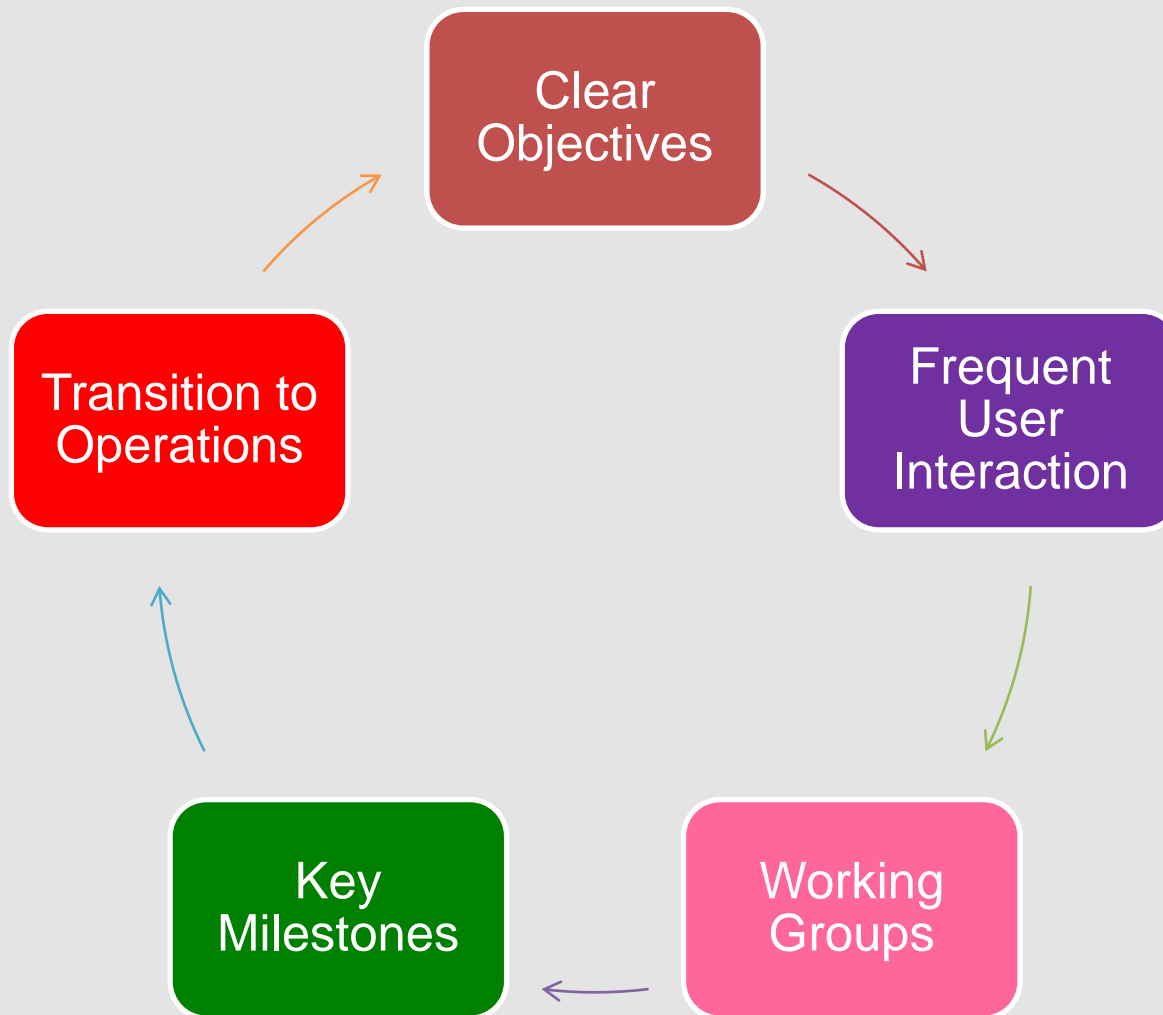 Clear
Objectives
Frequent
User
Interaction
Working
Groups
Key
Milestones
Transition to
Operations